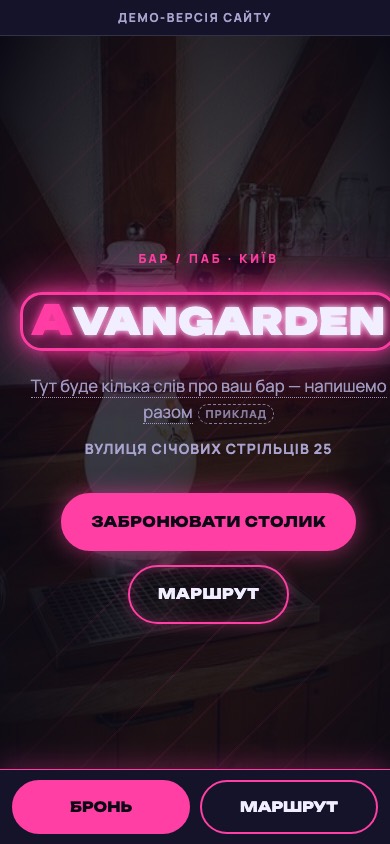 ДЕМО-ВЕРСІЯ САЙТУ
БАР / ПАБ · КИЇВ
AVANGARDEN
Тут буде кілька слів про ваш бар — напишемо
разом ПРИКЛАД
ВУЛИЦЯ СІЧОВИХ СТРІЛЬЦІВ 25
ЗАБРОНЮВАТИ СТОЛИК
МАРШРУТ
БРОНЬ МАРШРУТ